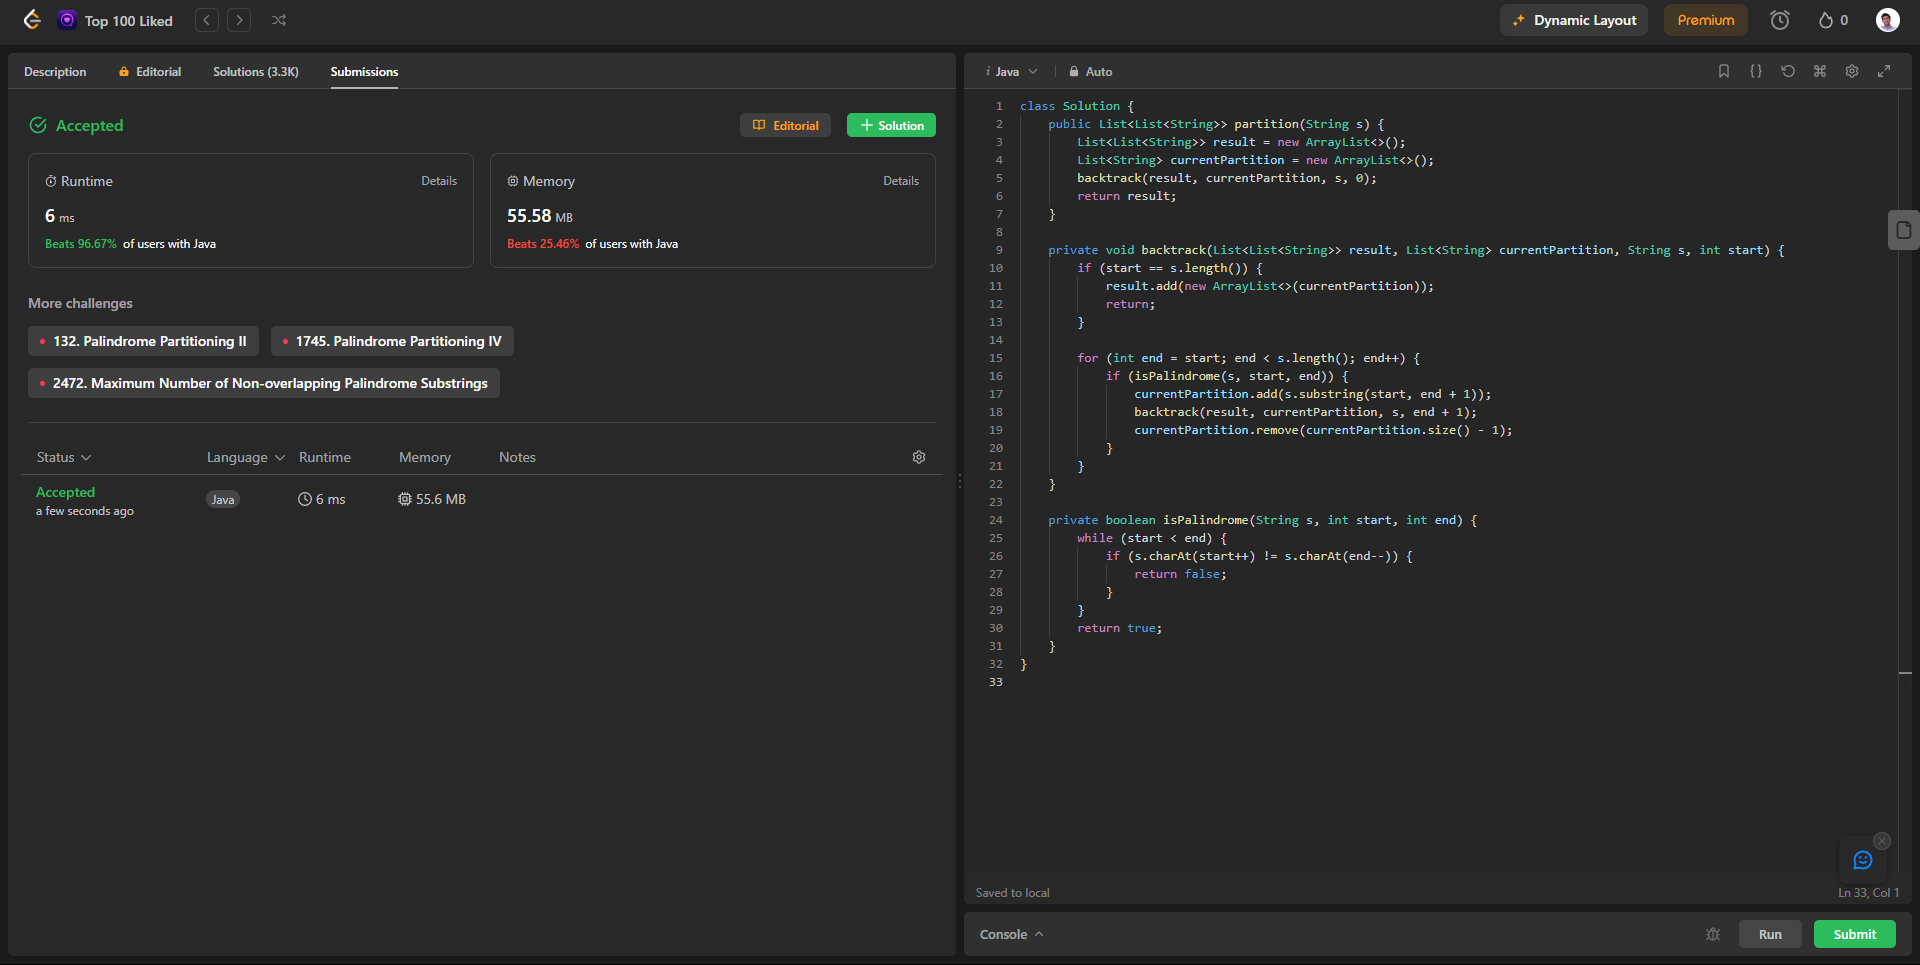 Top 100 Liked
Dynamic Layout
Premium
0
Description
Editorial
Solutions (3.3K)
Submissions
Accepted
Editorial
Solution
Runtime
Details
6 ms
Beats 96.67% of users with Java
Memory
Details
55.58 MB
Beats 25.46% of users with Java
More challenges
132. Palindrome Partitioning II
1745. Palindrome Partitioning IV
2472. Maximum Number of Non-overlapping Palindrome Substrings
Status Language Runtime Memory Notes
Accepted
a few seconds ago
Java
6 ms
55.6 MB
i Java
Auto
1 class Solution {
2     public List<List<String>> partition(String s) {
3         List<List<String>> result = new ArrayList<>();
4         List<String> currentPartition = new ArrayList<>();
5         backtrack(result, currentPartition, s, 0);
6         return result;
7     }
8
9     private void backtrack(List<List<String>> result, List<String> currentPartition, String s, int start) {
10         if (start == s.length()) {
11             result.add(new ArrayList<>(currentPartition));
12             return;
13         }
14
15         for (int end = start; end < s.length(); end++) {
16             if (isPalindrome(s, start, end)) {
17                 currentPartition.add(s.substring(start, end + 1));
18                 backtrack(result, currentPartition, s, end + 1);
19                 currentPartition.remove(currentPartition.size() - 1);
20             }
21         }
22     }
23
24     private boolean isPalindrome(String s, int start, int end) {
25         while (start < end) {
26             if (s.charAt(start++) != s.charAt(end--)) {
27                 return false;
28             }
29         }
30         return true;
31     }
32 }
33
Saved to local
Ln 33, Col 1
Console
Run
Submit